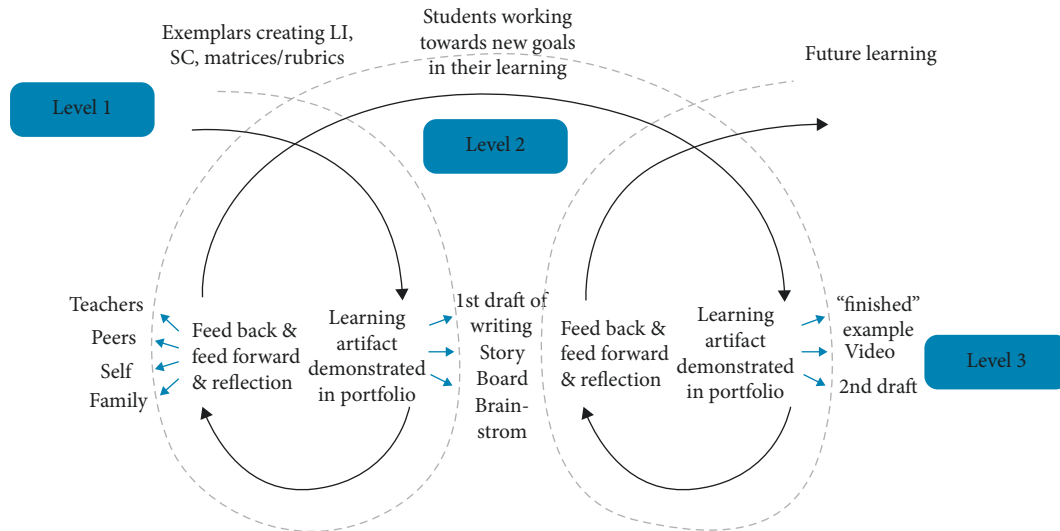 Exemplars creating LI,
SC, matrices/rubrics
Students working
towards new goals
in their learning
Future learning
Level 1
Level 2
Teachers
Peers
Self
Family
Feed back &
feed forward
& reflection
Learning
artifact
demonstrated
in portfolio
1st draft of
writing
Story
Board
Brain-
strom
Feed back &
feed forward
& reflection
Learning
artifact
demonstrated
in portfolio
“finished”
example
Video
2nd draft
Level 3